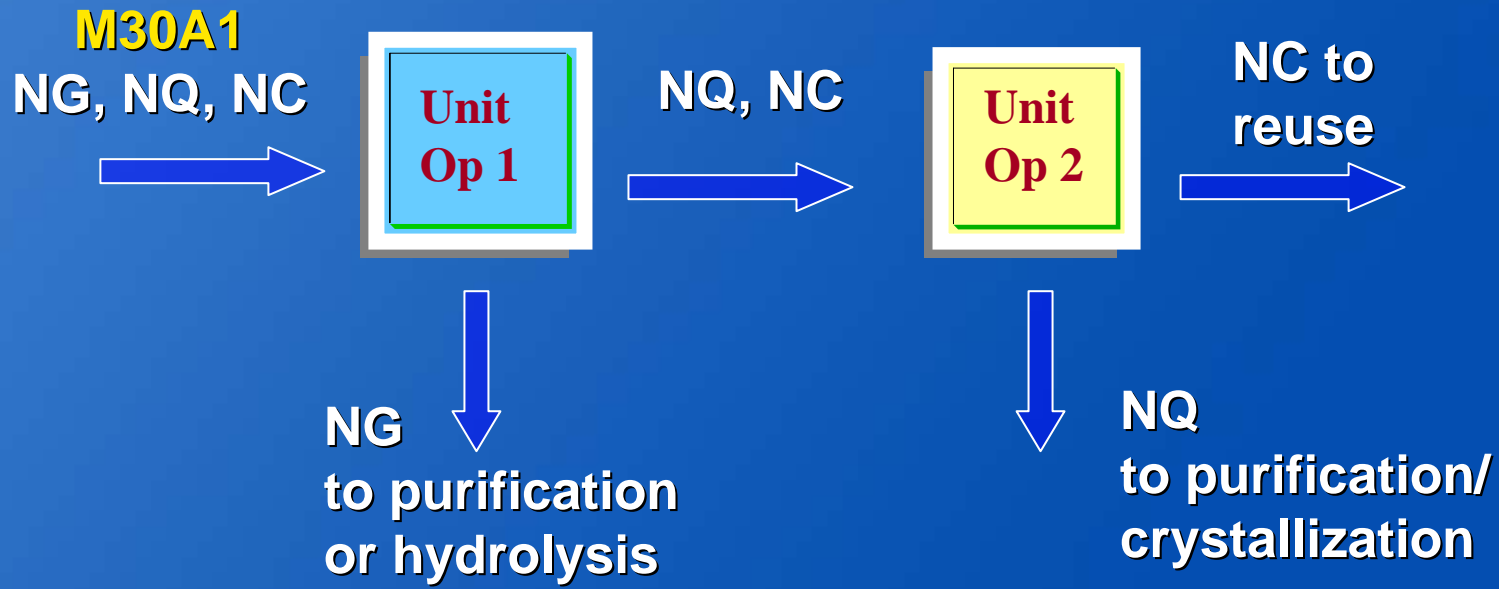 M30A1
NG, NQ, NC
Unit
Op 1
NQ, NC
Unit
Op 2
NC to
reuse
NG
to purification
or hydrolysis
NQ
to purification/
crystallization